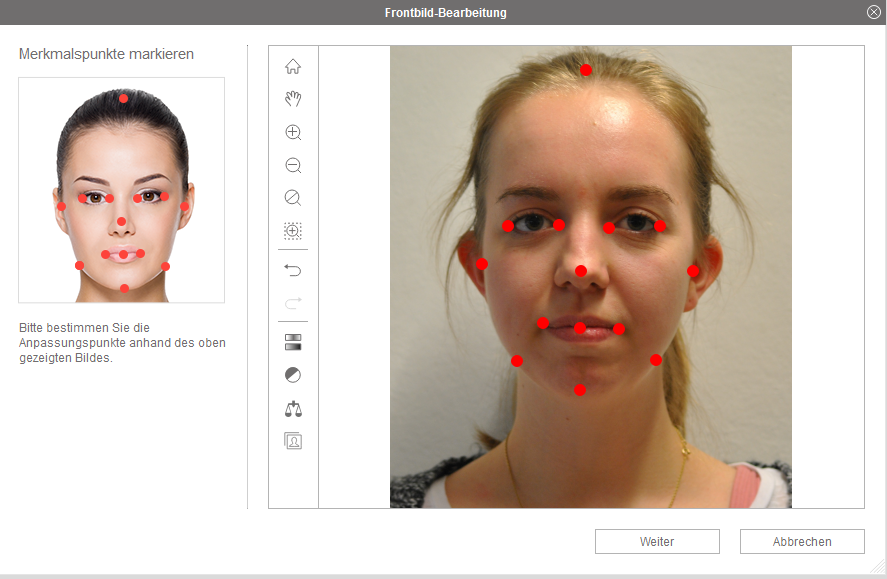 Frontbild-Bearbeitung
Merkmalspunkte markieren
Bitte bestimmen Sie die
Anpassungspunkte anhand des oben
gezeigten Bildes.
Weiter
Abbrechen